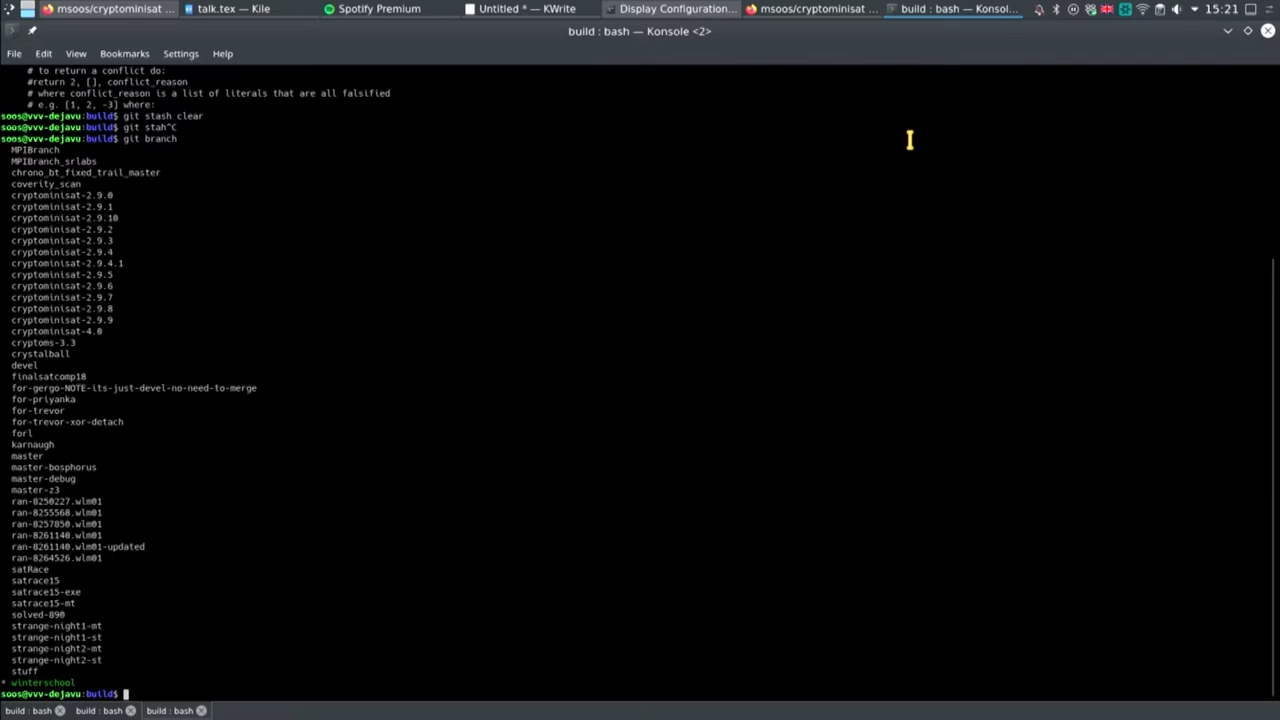 msoos/cryptominisat ...
talk.tex — Kile
Spotify Premium
Untitled * — KWrite
Display Configuration...
msoos/cryptominisat ...
build : bash — Konsol...
15:21
build : bash — Konsole <2>
File Edit View Bookmarks Settings Help
# to return a conflict do:
#return 2, [], conflict_reason
# where conflict_reason is a list of literals that are all falsified
# e.g. [1, 2, -3] where:
soos@vvv-dejavu:build$ git stash clear
soos@vvv-dejavu:build$ git stah^C
soos@vvv-dejavu:build$ git branch
MPIBranch
MPIBranch_srlabs
chrono_bt_fixed_trail_master
coverity_scan
cryptominisat-2.9.0
cryptominisat-2.9.1
cryptominisat-2.9.10
cryptominisat-2.9.2
cryptominisat-2.9.3
cryptominisat-2.9.4
cryptominisat-2.9.4.1
cryptominisat-2.9.5
cryptominisat-2.9.6
cryptominisat-2.9.7
cryptominisat-2.9.8
cryptominisat-2.9.9
cryptominisat-4.0
cryptoms-3.3
crystalball
devel
finalsatcomp18
for-gergo-NOTE-its-just-devel-no-need-to-merge
for-priyanka
for-trevor
for-trevor-xor-detach
forl
karnaugh
master
master-bosphorus
master-debug
master-z3
ran-8250227.wlm01
ran-8255568.wlm01
ran-8257850.wlm01
ran-8261140.wlm01
ran-8261140.wlm01-updated
ran-8264526.wlm01
satRace
satrace15
satrace15-exe
satrace15-mt
solved-890
strange-night1-mt
strange-night1-st
strange-night2-mt
strange-night2-st
stuff
* winterschool
soos@vvv-dejavu:build$
build : bash
build : bash
build : bash